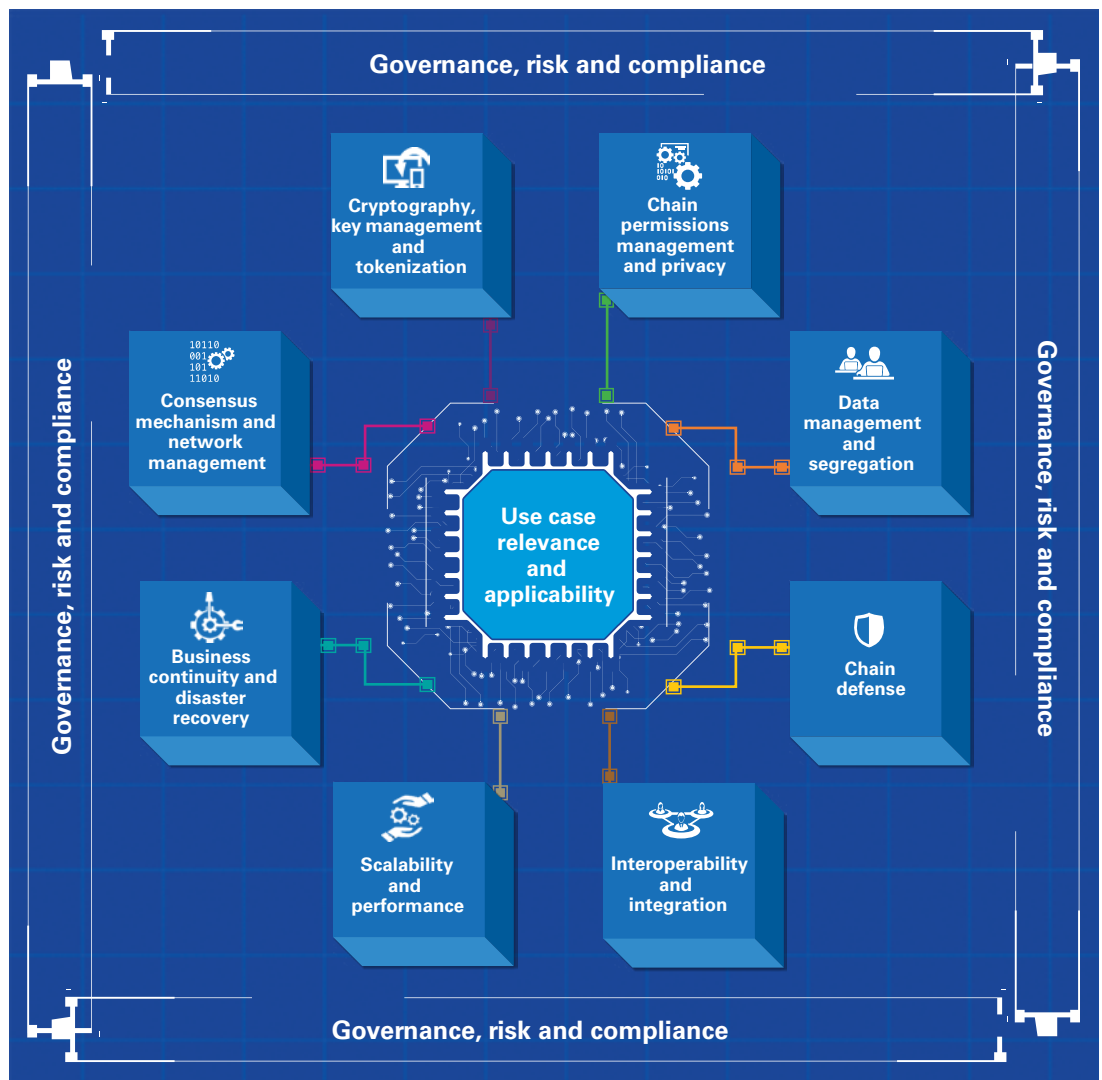 Governance, risk and compliance
Cryptography,
key management
and
tokenization
Chain
permissions
management
and privacy
10
10101
010
10110
001
101
11010
Consensus
mechanism and
network
management
Data
management
and
segregation
Governance, risk and compliance
Use case
relevance
and
applicability
Governance, risk and compliance
Business
continuity and
disaster
recovery
Chain
defense
Scalability
and
performance
Interoperability
and
integration
Governance, risk and compliance